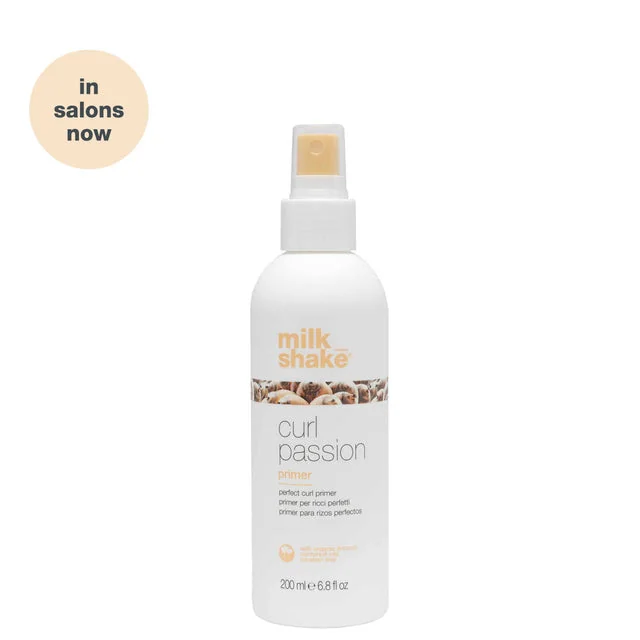 in
salons
now
milk
shake
curl
passion
primer
perfect curl primer
primer per ricci perfetti
primer para rizos perfectos
200 ml e 6.8 fl oz